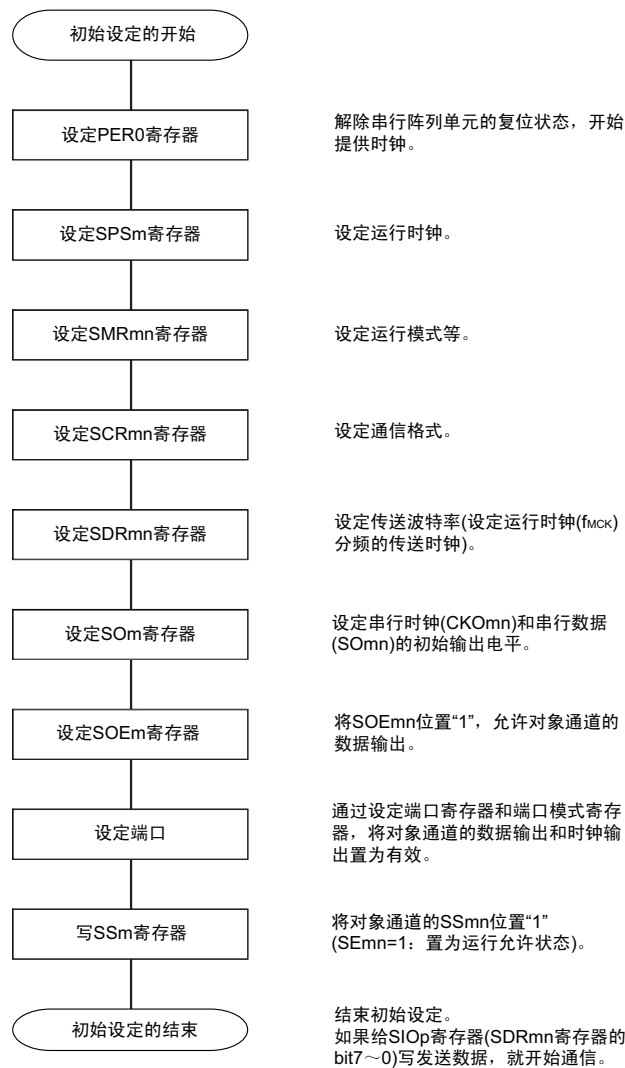 初始设定的开始
设定PER0寄存器
解除串行阵列单元的复位状态，开始
提供时钟。
设定SPSm寄存器
设定运行时钟。
设定SMRmn寄存器
设定运行模式等。
设定SCRmn寄存器
设定通信格式。
设定SDRmn寄存器
设定传送波特率(设定运行时钟(fMCK)
分频的传送时钟)。
设定SOm寄存器
设定串行时钟(CKOmn)和串行数据
(SOmn)的初始输出电平。
设定SOEm寄存器
将SOEmn位置“1”，允许对象通道的
数据输出。
设定端口
通过设定端口寄存器和端口模式寄存
器，将对象通道的数据输出和时钟输
出置为有效。
写SSm寄存器
将对象通道的SSmn位置“1”
(SEmn=1：置为运行允许状态)。
初始设定的结束
结束初始设定。
如果给SIOp寄存器(SDRmn寄存器的
bit7～0)写发送数据，就开始通信。